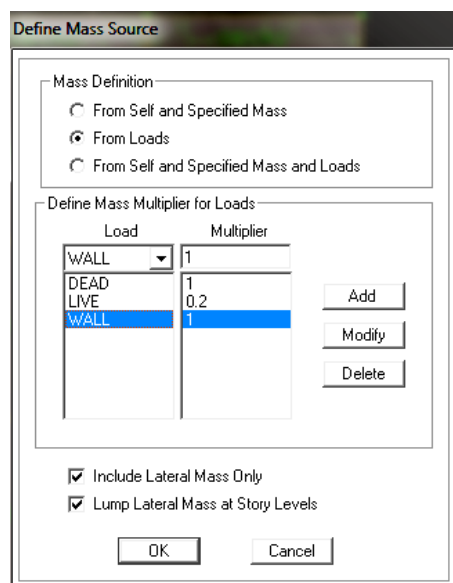 Define Mass Source
Mass Definition
From Self and Specified Mass
From Loads
From Self and Specified Mass and Loads
Define Mass Multiplier for Loads
Load Multiplier
WALL 1
DEAD 1
LIVE 0.2
WALL 1
Add
Modify
Delete
Include Lateral Mass Only
Lump Lateral Mass at Story Levels
OK Cancel